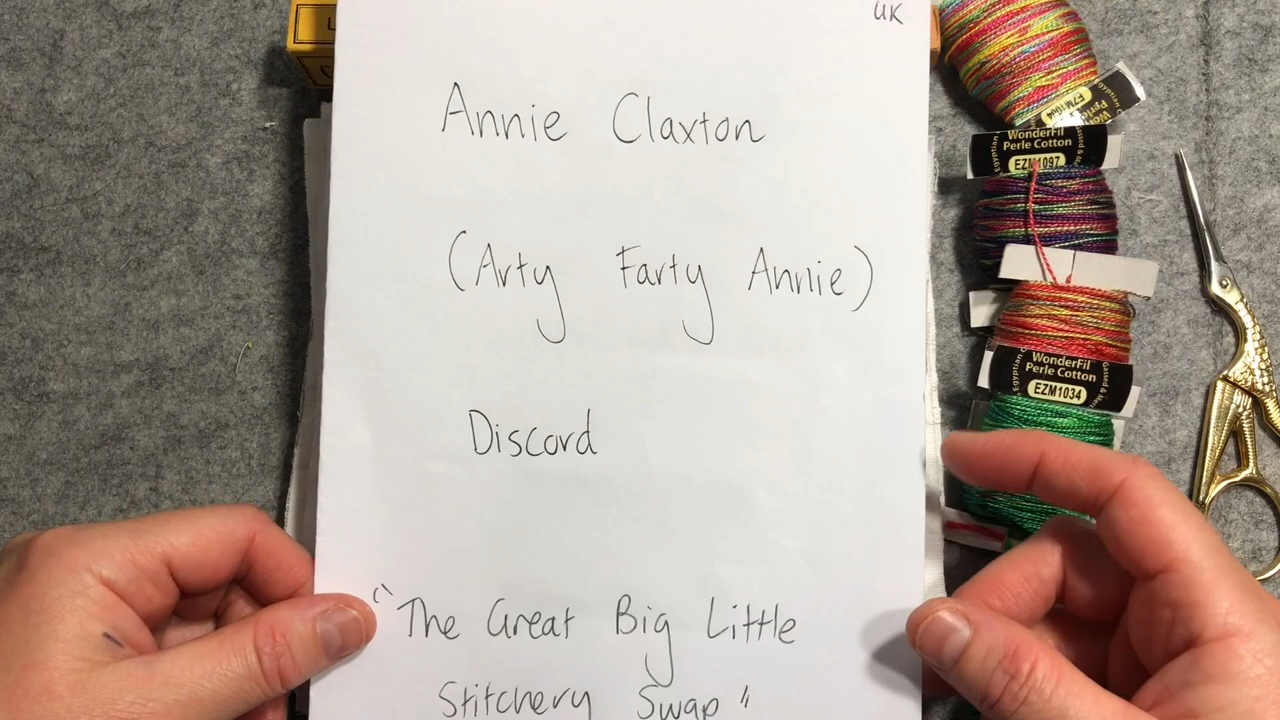 UK
Annie Claxton
(Arty Farty Annie)
Discord
"The Great Big Little
Stitchery Swap"
WonderFil
Perle Cotton
EZM1097
WonderFil
Perle Cotton
EZM1034